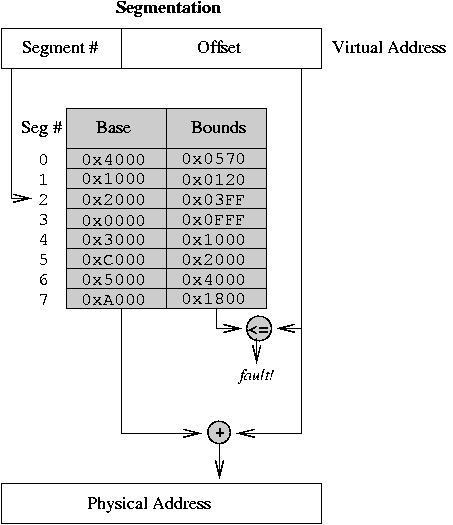 Segmentation
Segment # Offset Virtual Address
Seg # Base Bounds
0 0x4000 0x0570
1 0x1000 0x0120
2 0x2000 0x03FF
3 0x0000 0x0FFF
4 0x3000 0x1000
5 0xC000 0x2000
6 0x5000 0x4000
7 0xA000 0x1800
<=
fault!
+
Physical Address